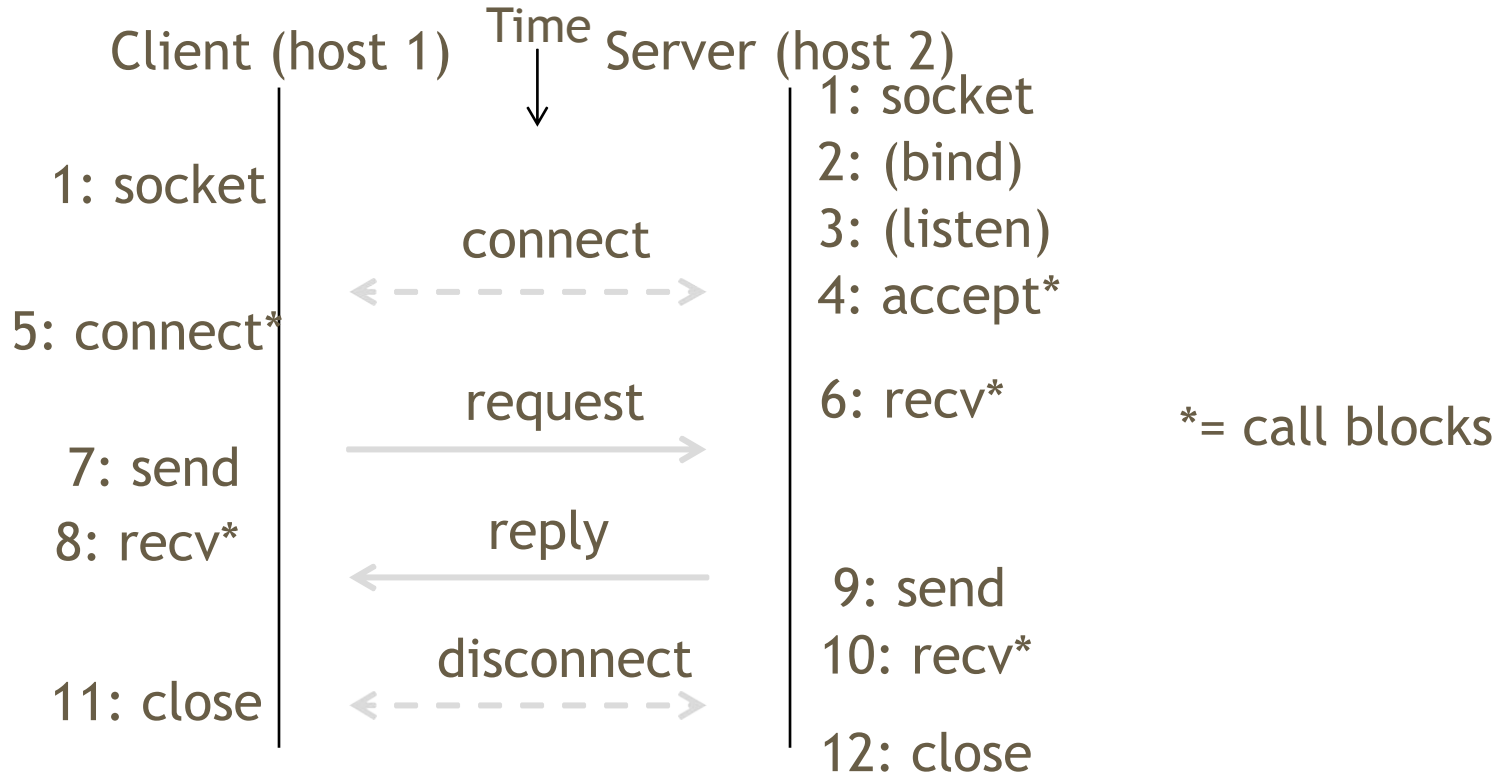 Time
Client (host 1)
Server (host 2)
1: socket
2: (bind)
1: socket
3: (listen)
connect
4: accept*
5: connect*
6: recv*
request
*= call blocks
7: send
8: recv*
reply
9: send
10: recv*
disconnect
11: close
12: close